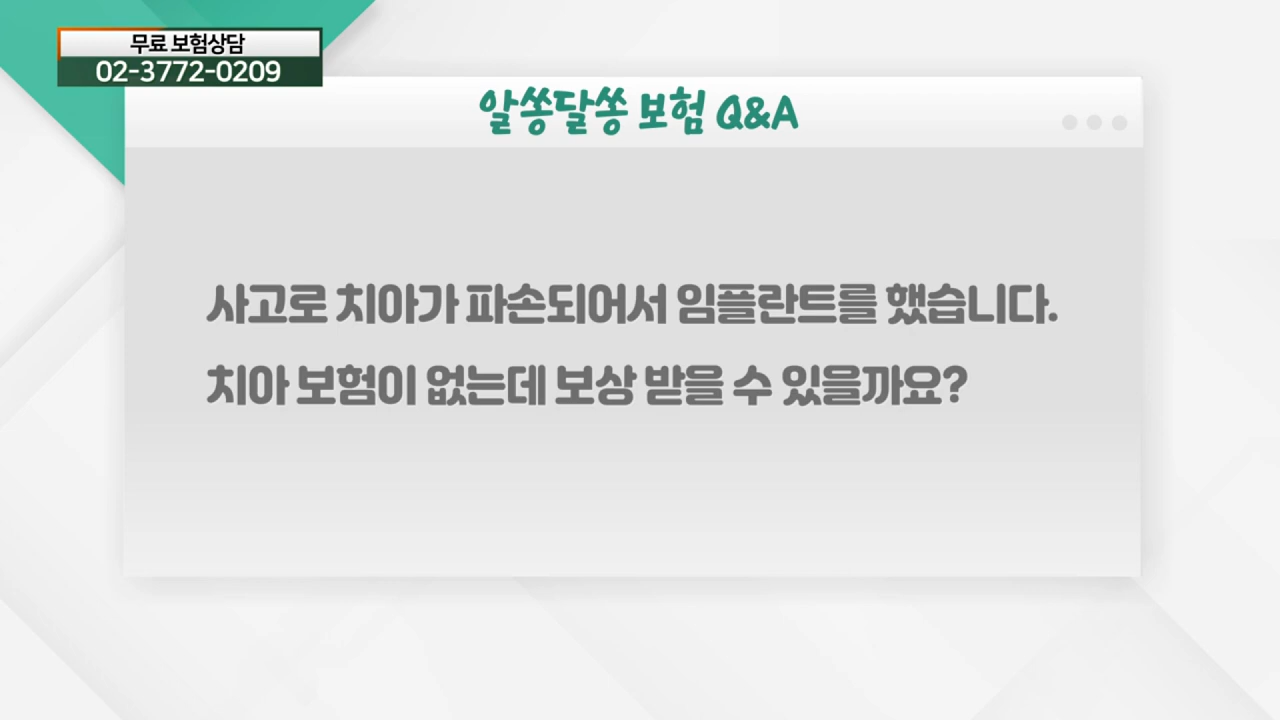 무료 보험상담
02-3772-0209
알쏭달쏭 보험 Q&A
사고로 치아가 파손되어서 임플란트를 했습니다.
치아 보험이 없는데 보상 받을 수 있을까요?